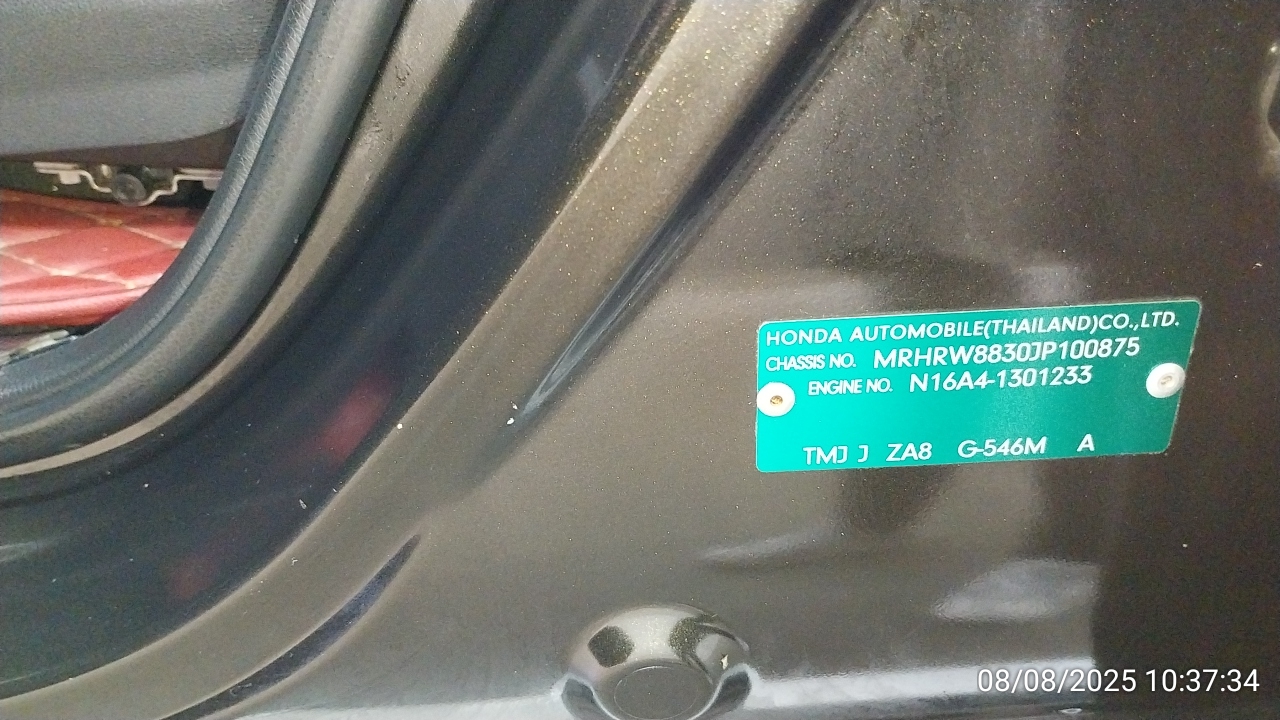 HONDA AUTOMOBILE(THAILAND)CO.,LTD.
CHASSIS NO. MRHRW8830JP100875
ENGINE NO. N16A4-1301233
TMJ J ZA8 G-546M A
08/08/2025 10:37:34